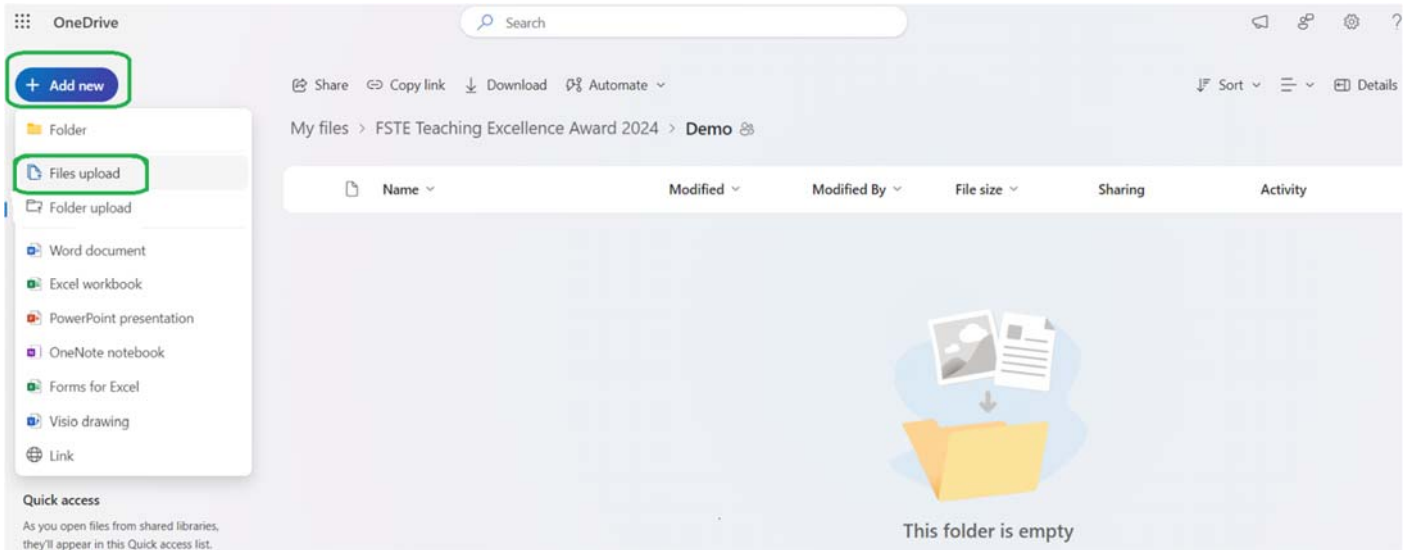 OneDrive
Search
?
+ Add new
Share Copy link Download Automate
Sort Details
Folder
Files upload
Folder upload
Word document
Excel workbook
PowerPoint presentation
OneNote notebook
Forms for Excel
Visio drawing
Link
My files > FSTE Teaching Excellence Award 2024 > Demo
Name Modified Modified By File size Sharing Activity
This folder is empty
Quick access
As you open files from shared libraries,
they'll appear in this Quick access list.